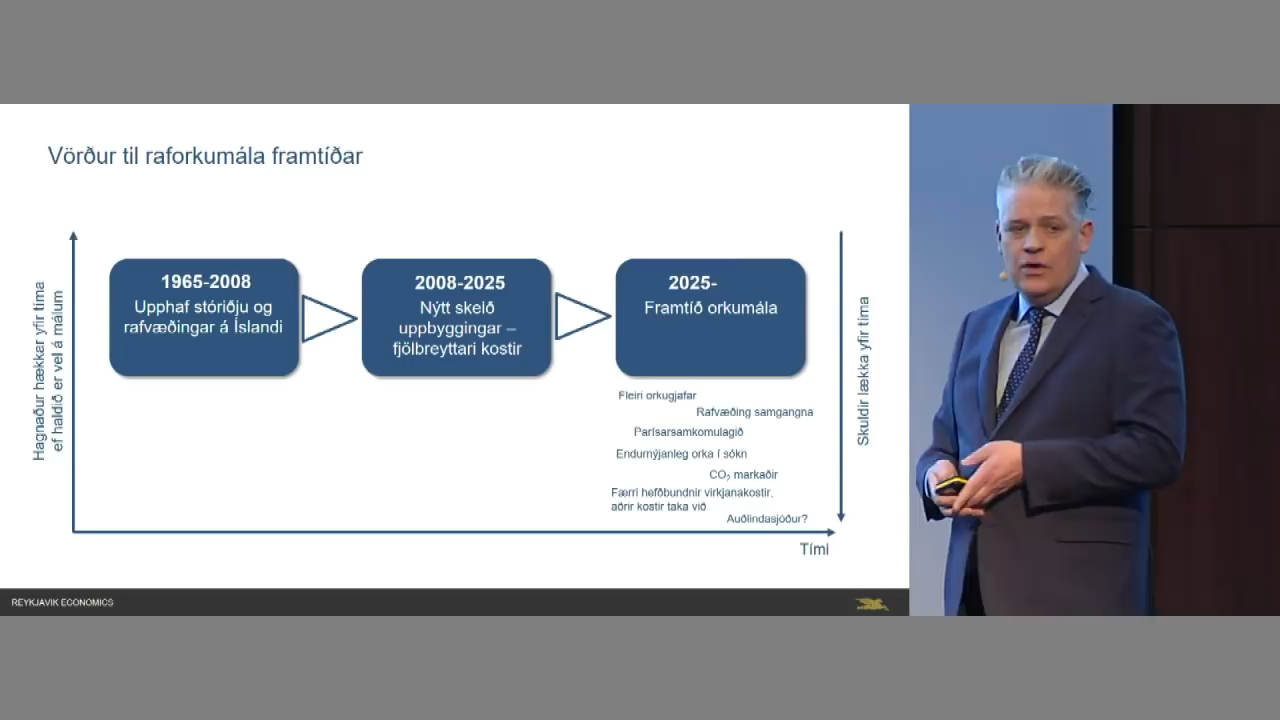 Vörður til raforkumála framtíðar
Hagnaður hækkar yfir tíma
ef haldið er vel á málum
1965-2008
Upphaf stóriðju og
rafvæðingar á Íslandi
2008-2025
Nýtt skeið
uppbyggingar –
fjölbreyttari kostir
2025-
Framtíð orkumála
Fleiri orkugjafar
Rafvæðing samgangna
Parísarsamkomulagið
Endurnýjanleg orka í sókn
CO₂ markaðir
Færri hefðbundnir virkjanakostir,
aðrir kostir taka við
Auðlindasjóður?
Skuldir lækka yfir tíma
Tími
REYKJAVIK ECONOMICS